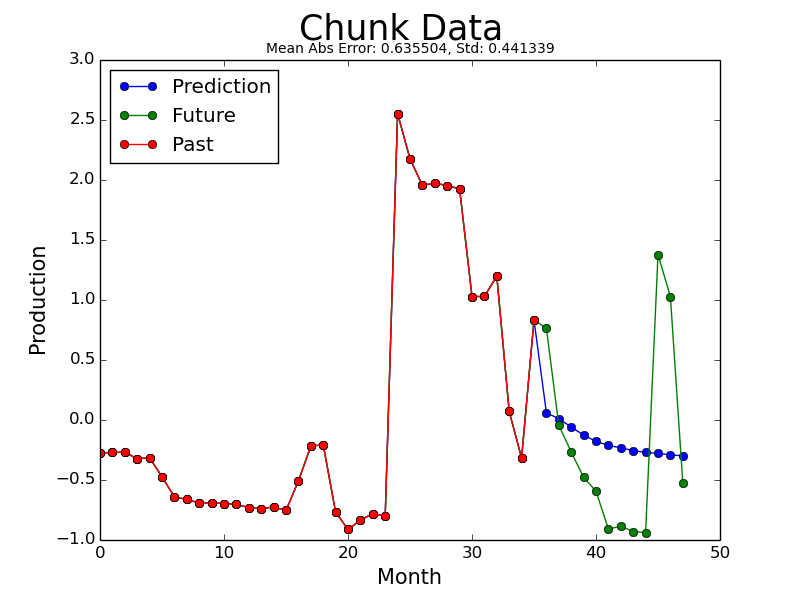 Chunk Data
Mean Abs Error: 0.635504, Std: 0.441339
Prediction
Future
Past
Production
3.0
2.5
2.0
1.5
1.0
0.5
0.0
−0.5
−1.0
0 10 20 30 40 50
Month